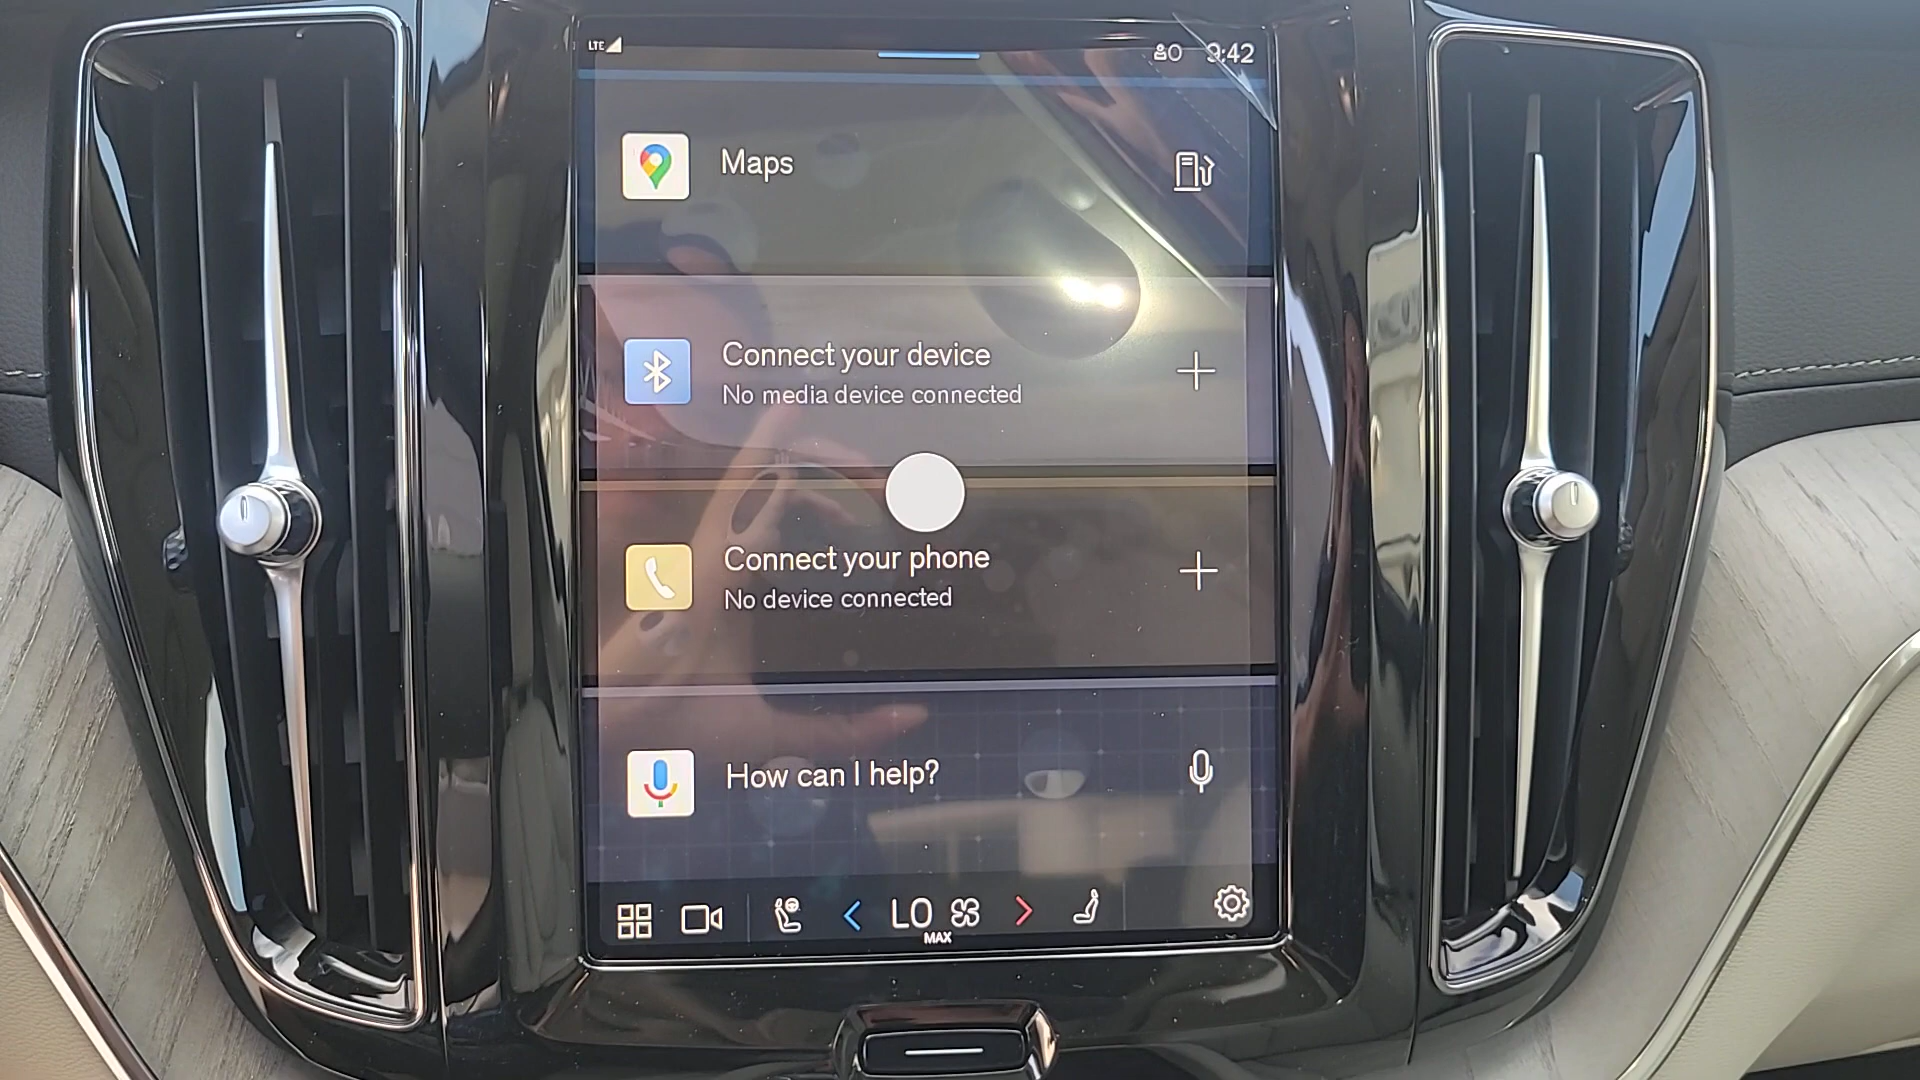 LTE
9:42
Maps
Connect your device
No media device connected
Connect your phone
No device connected
How can I help?
LO
MAX